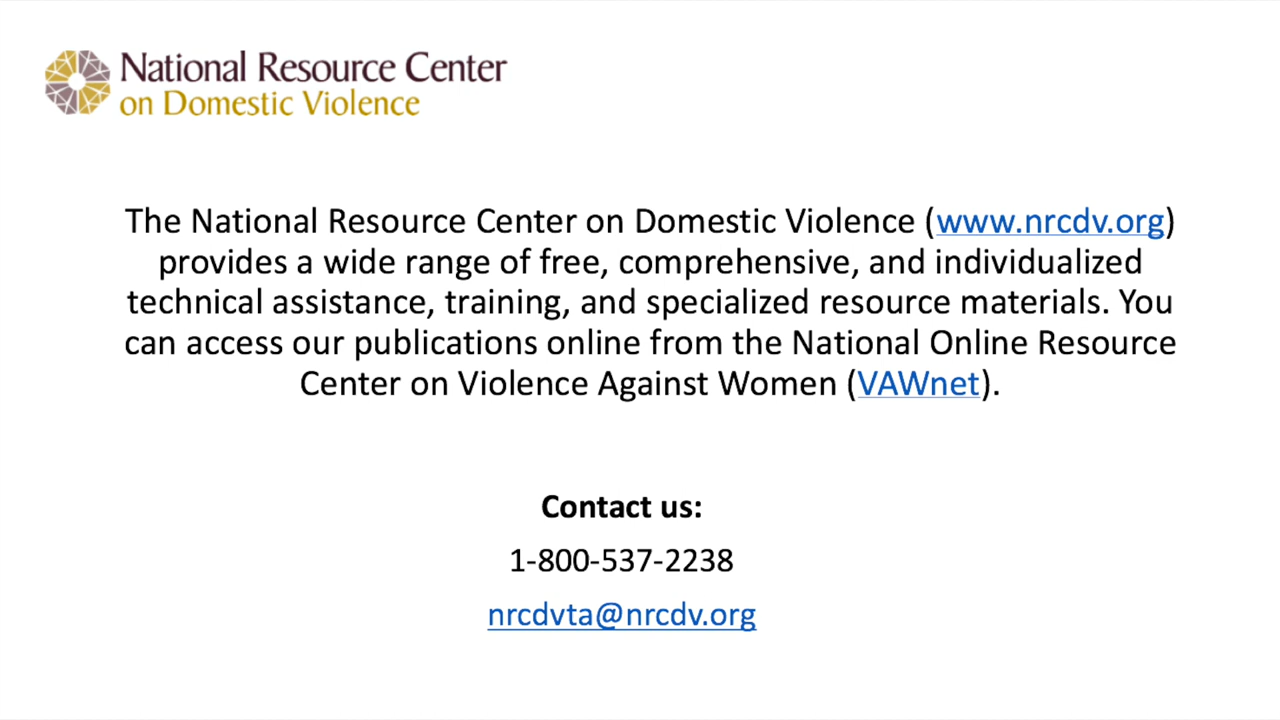 National Resource Center
on Domestic Violence
The National Resource Center on Domestic Violence (www.nrcdv.org)
provides a wide range of free, comprehensive, and individualized
technical assistance, training, and specialized resource materials. You
can access our publications online from the National Online Resource
Center on Violence Against Women (VAWnet).
Contact us:
1-800-537-2238
nrcdvta@nrcdv.org